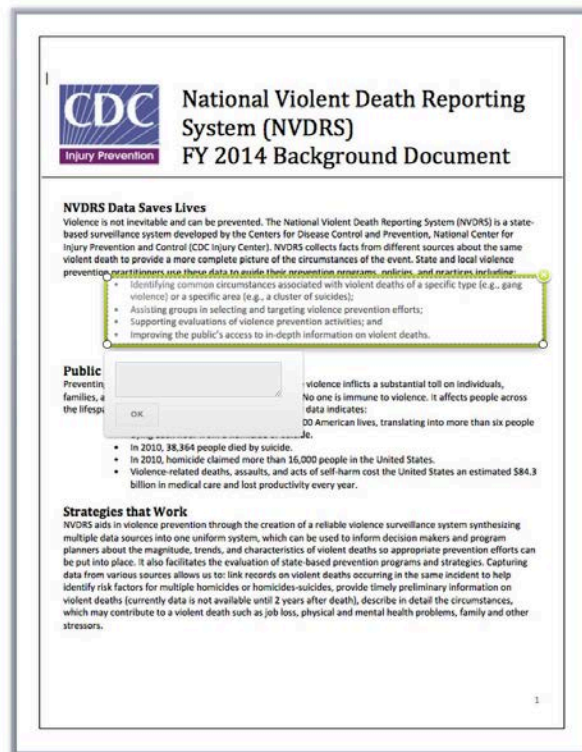 CDC
Injury Prevention
National Violent Death Reporting
System (NVDRS)
FY 2014 Background Document
NVDRS Data Saves Lives
Violence is not inevitable and can be prevented. The National Violent Death Reporting System (NVDRS) is a state-
based surveillance system developed by the Centers for Disease Control and Prevention, National Center for
Injury Prevention and Control (CDC Injury Center). NVDRS collects facts from different sources about the same
violent death to provide a more complete picture of the circumstances of the event. State and local violence
prevention practitioners use these data to guide their prevention programs, policies, and practices including:
• Identifying common circumstances associated with violent deaths of a specific type (e.g., gang
violence) or a specific area (e.g., a cluster of suicides);
• Assisting groups in selecting and targeting violence prevention efforts;
• Supporting evaluations of violence prevention activities; and
• Improving the public's access to in-depth information on violent deaths.
Public
violence inflicts a substantial toll on individuals,
families, No one is immune to violence. It affects people across
the data indicates:
OK
American lives, translating into more than six people
• In 2010, 38,364 people died by suicide.
• In 2010, homicide claimed more than 16,000 people in the United States.
• Violence-related deaths, assaults, and acts of self-harm cost the United States an estimated $84.3
billion in medical care and lost productivity every year.
Strategies that Work
NVDRS aids in violence prevention through the creation of a reliable violence surveillance system synthesizing
multiple data sources into one uniform system, which can be used to inform decision makers and program
planners about the magnitude, trends, and characteristics of violent deaths so appropriate prevention efforts can
be put into place. It also facilitates the evaluation of state-based prevention programs and strategies. Capturing
data from various sources allows us to: link records on violent deaths occurring in the same incident to help
identify risk factors for multiple homicides or homicides-suicides, provide timely preliminary information on
violent deaths (currently data is not available until 2 years after death), describe in detail the circumstances,
which may contribute to a violent death such as job loss, physical and mental health problems, family and other
stressors.
1